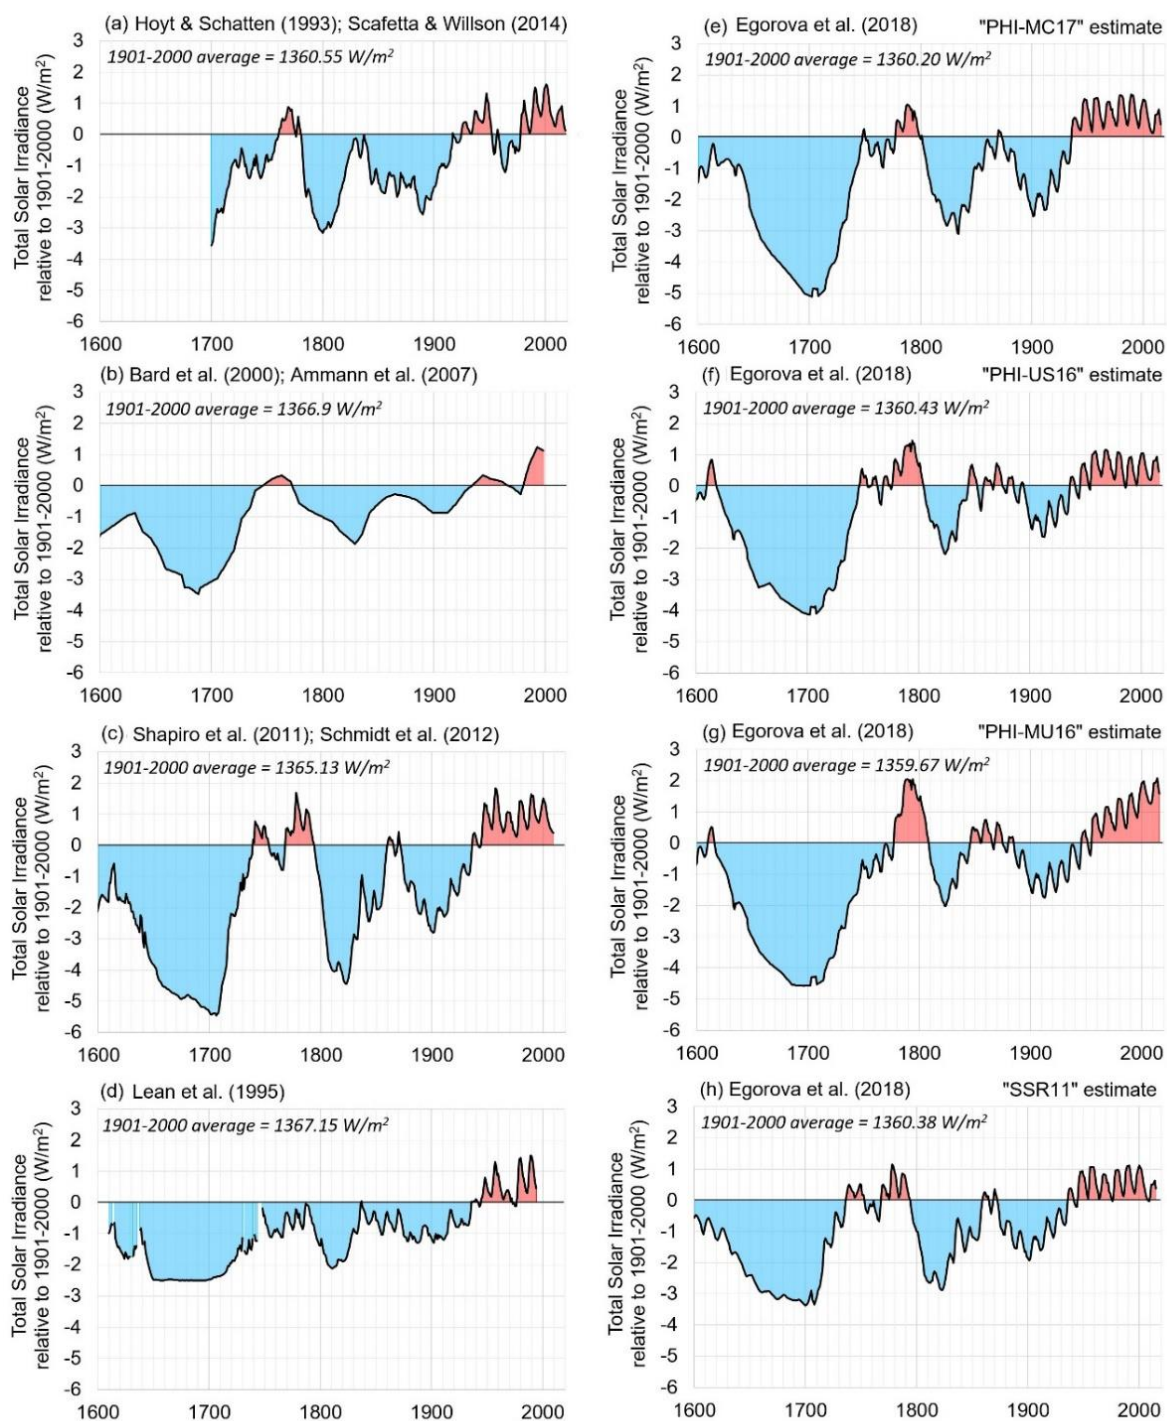 (a) Hoyt & Schatten (1993); Scafetta & Willson (2014)
1901-2000 average = 1360.55 W/m²
Total Solar Irradiance
relative to 1901-2000 (W/m²)
3
2
1
0
-1
-2
-3
-4
-5
-6
1600 1700 1800 1900 2000
(e) Egorova et al. (2018) "PHI-MC17" estimate
1901-2000 average = 1360.20 W/m²
Total Solar Irradiance
relative to 1901-2000 (W/m²)
3
2
1
0
-1
-2
-3
-4
-5
-6
1600 1700 1800 1900 2000
(b) Bard et al. (2000); Ammann et al. (2007)
1901-2000 average = 1366.9 W/m²
Total Solar Irradiance
relative to 1901-2000 (W/m²)
3
2
1
0
-1
-2
-3
-4
-5
-6
1600 1700 1800 1900 2000
(f) Egorova et al. (2018) "PHI-US16" estimate
1901-2000 average = 1360.43 W/m²
Total Solar Irradiance
relative to 1901-2000 (W/m²)
3
2
1
0
-1
-2
-3
-4
-5
-6
1600 1700 1800 1900 2000
(c) Shapiro et al. (2011); Schmidt et al. (2012)
1901-2000 average = 1365.13 W/m²
Total Solar Irradiance
relative to 1901-2000 (W/m²)
3
2
1
0
-1
-2
-3
-4
-5
-6
1600 1700 1800 1900 2000
(g) Egorova et al. (2018) "PHI-MU16" estimate
1901-2000 average = 1359.67 W/m²
Total Solar Irradiance
relative to 1901-2000 (W/m²)
3
2
1
0
-1
-2
-3
-4
-5
-6
1600 1700 1800 1900 2000
(d) Lean et al. (1995)
1901-2000 average = 1367.15 W/m²
Total Solar Irradiance
relative to 1901-2000 (W/m²)
3
2
1
0
-1
-2
-3
-4
-5
-6
1600 1700 1800 1900 2000
(h) Egorova et al. (2018) "SSR11" estimate
1901-2000 average = 1360.38 W/m²
Total Solar Irradiance
relative to 1901-2000 (W/m²)
3
2
1
0
-1
-2
-3
-4
-5
-6
1600 1700 1800 1900 2000